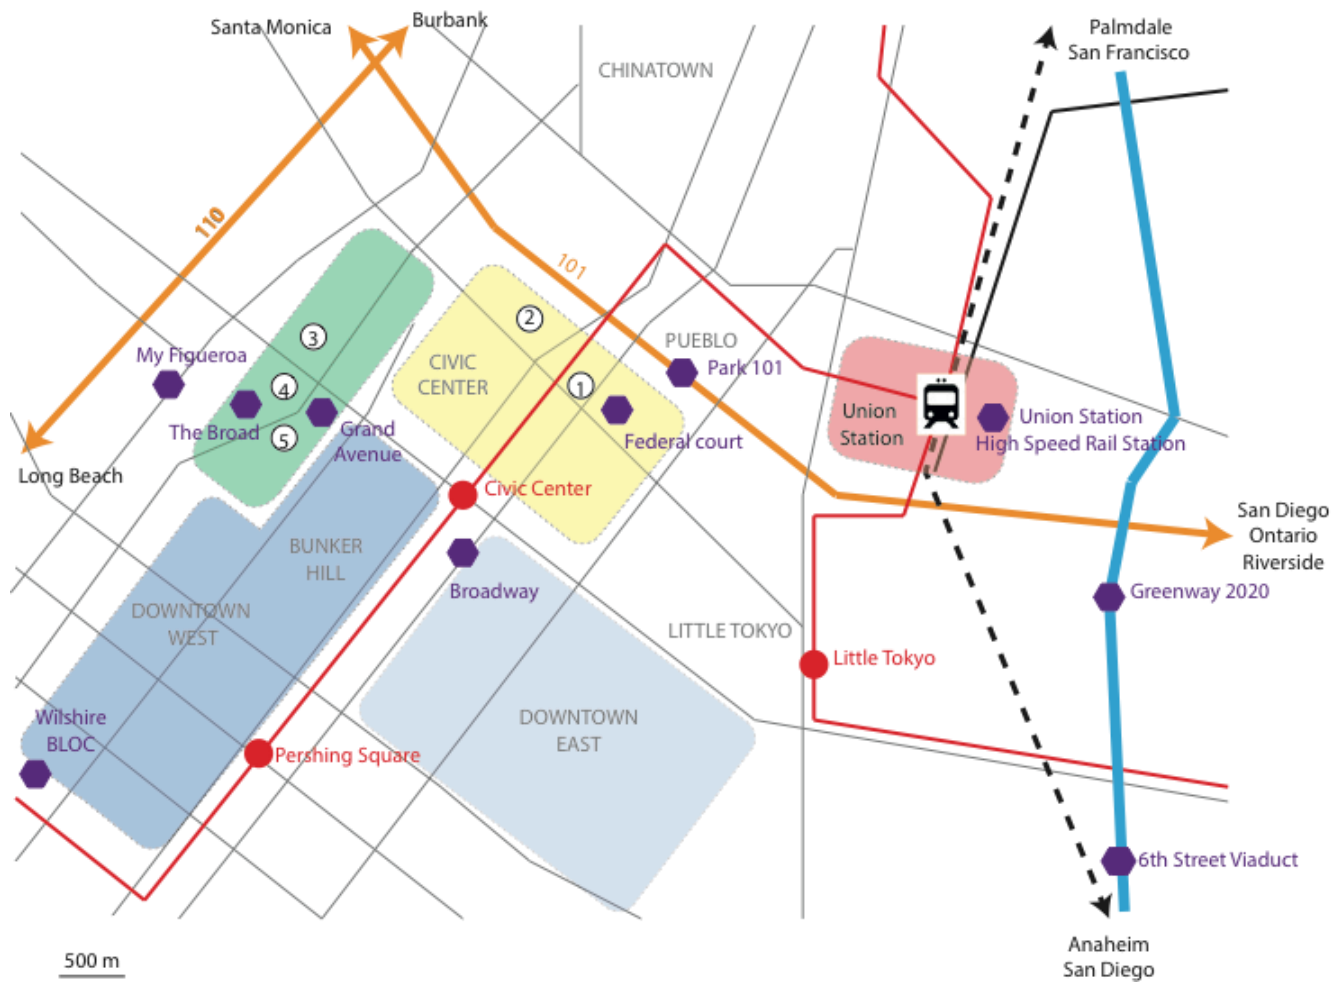 Santa Monica
Burbank
Palmdale
San Francisco
CHINATOWN
110
101
2
3
PUEBLO
My Figueroa
CIVIC
CENTER
Park 101
4
1
Union
Station
Union Station
High Speed Rail Station
The Broad
5
Grand
Avenue
Federal court
Long Beach
Civic Center
San Diego
Ontario
Riverside
BUNKER
HILL
Broadway
Greenway 2020
DOWNTOWN
WEST
LITTLE TOKYO
Little Tokyo
Wilshire
BLOC
DOWNTOWN
EAST
Pershing Square
6th Street Viaduct
500 m
Anaheim
San Diego